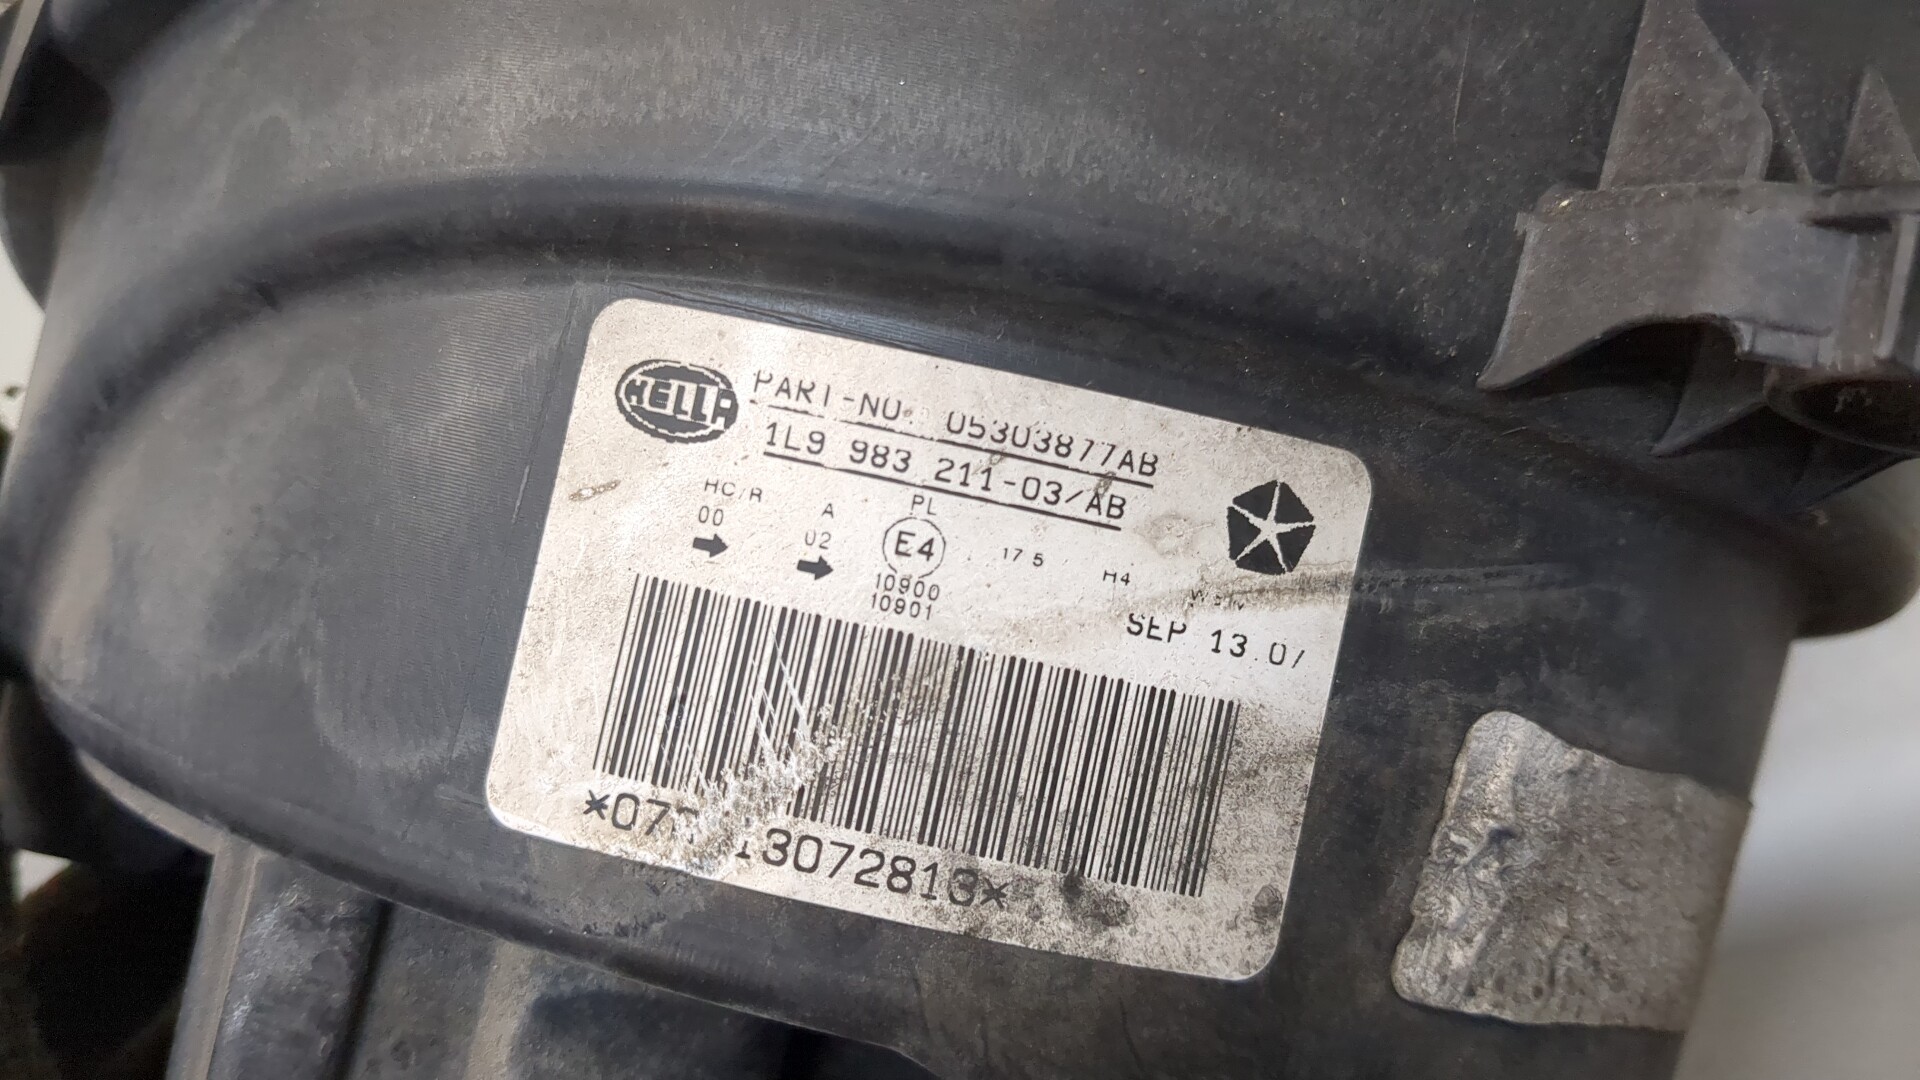 HELLA
PART-NO. 05303877AB
1L9 983 211-03/AB
HC/R A PL
00 02 E4 17 5 H4
10900
10901
SEP 13.07
13072813*